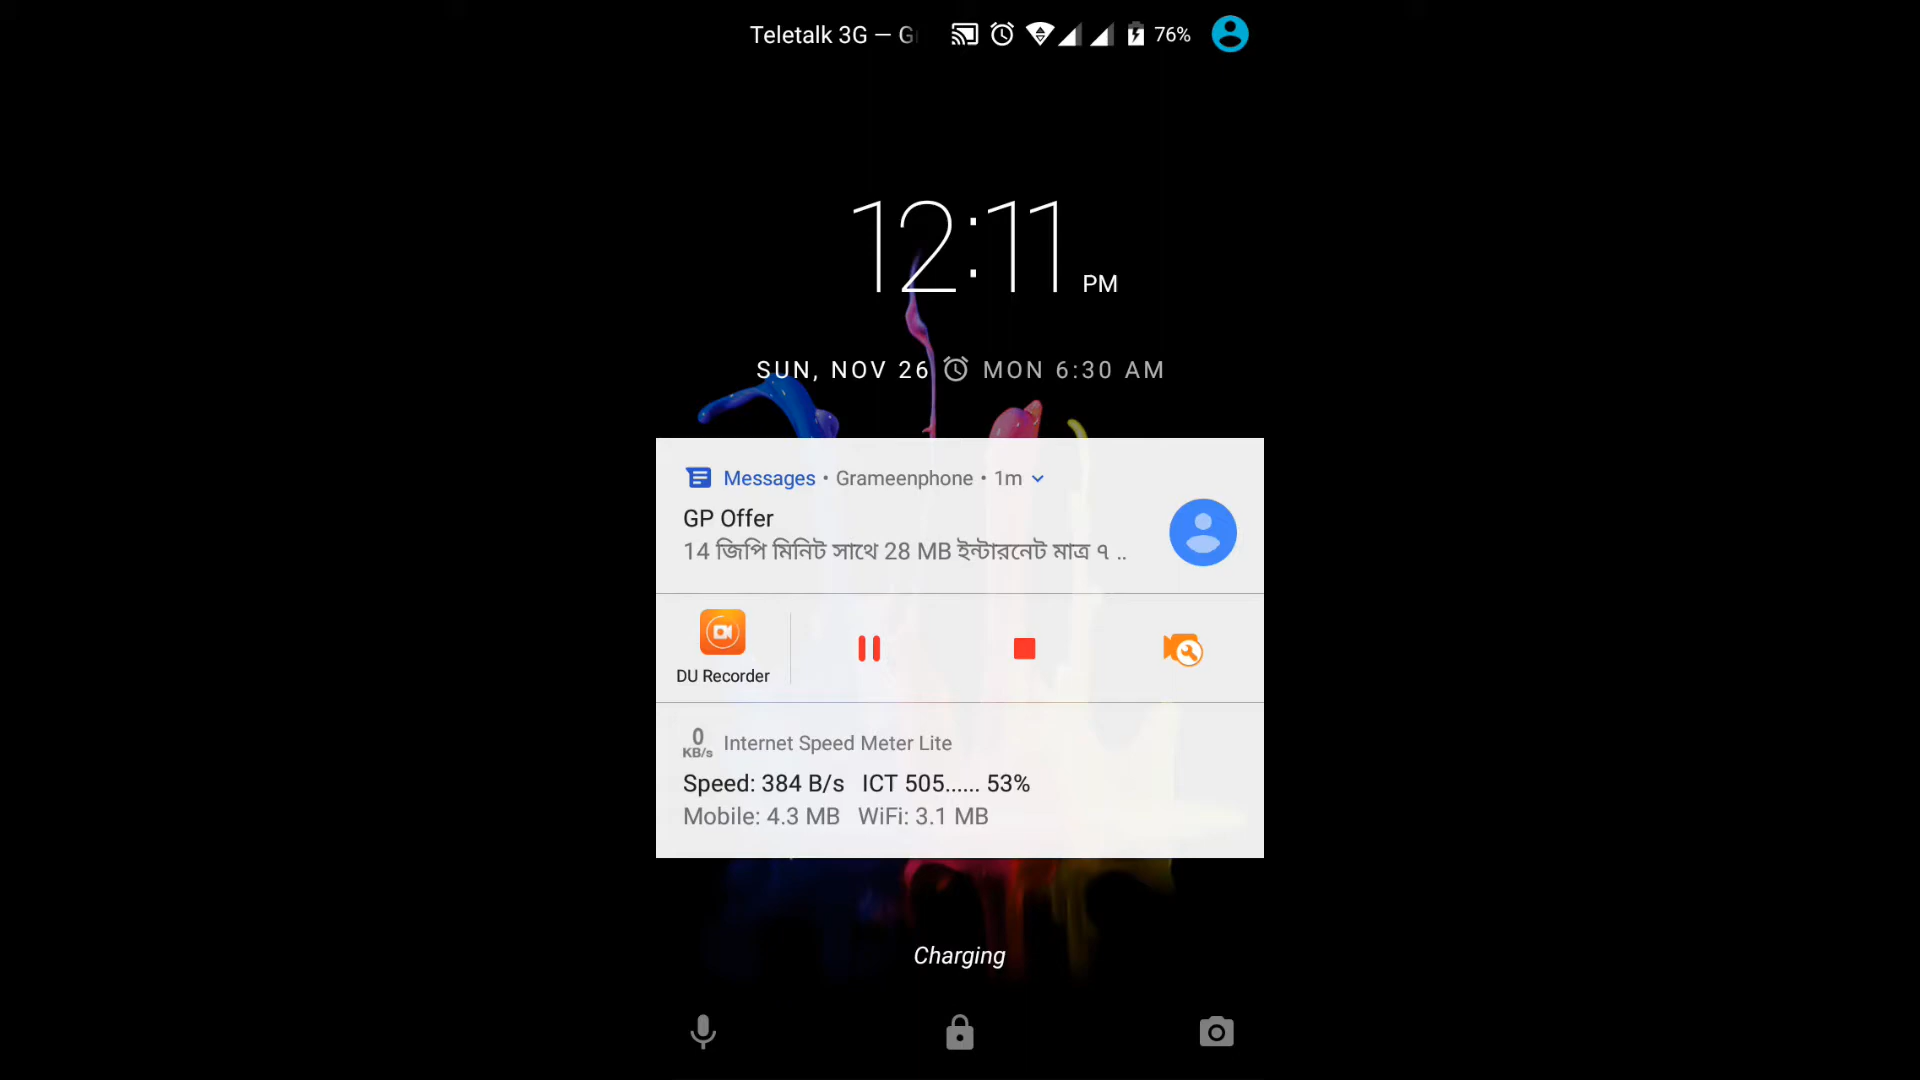 Teletalk 3G — G
76%
12:11 PM
SUN, NOV 26 MON 6:30 AM
Messages • Grameenphone • 1m
GP Offer
14 জিপি মিনিট সাথে 28 MB ইন্টারনেট মাত্র ৭ ..
DU Recorder
0 KB/s Internet Speed Meter Lite
Speed: 384 B/s ICT 505...... 53%
Mobile: 4.3 MB WiFi: 3.1 MB
Charging